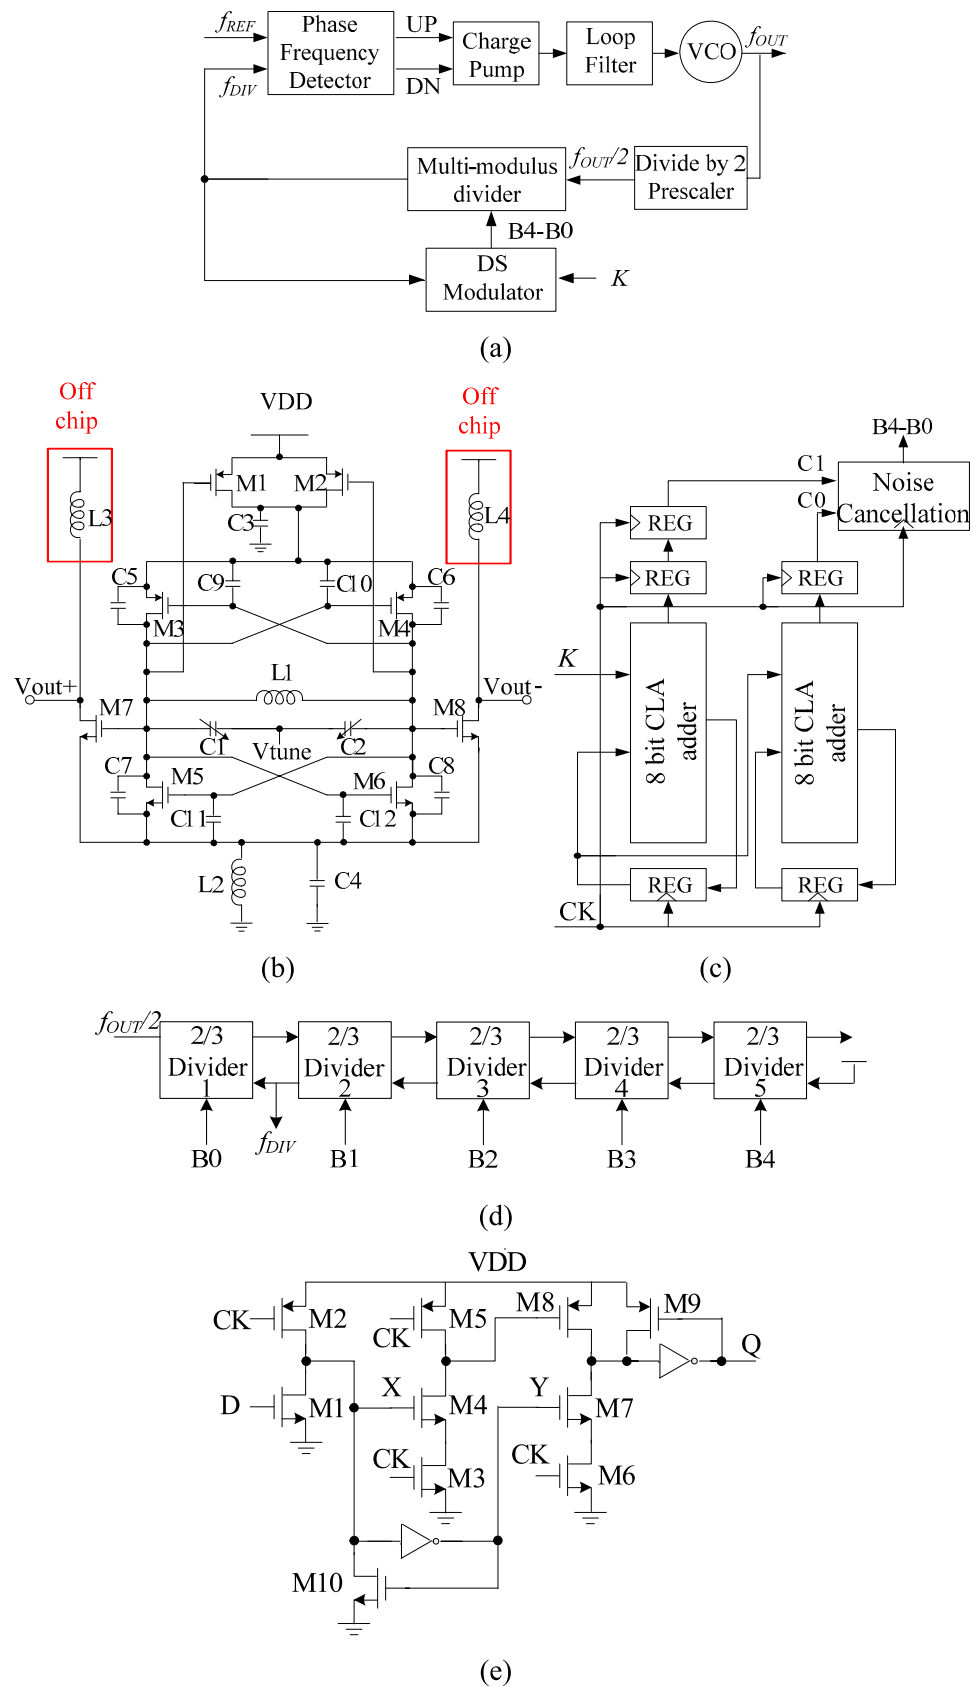 f_REF
Phase
Frequency
Detector
UP
DN
f_DIV
Charge
Pump
Loop
Filter
VCO
f_OUT
Multi-modulus
divider
f_OUT/2
Divide by 2
Prescaler
B4-B0
DS
Modulator
K
(a)
Off
chip
VDD
Off
chip
L3
M1
M2
C3
L4
C5
C9
C10
C6
M3
M4
L1
Vout+
M7
M8
Vout-
C1
Vtune
C2
C7
M5
M6
C8
C11
C12
L2
C4
(b)
B4-B0
C1
C0
Noise
Cancellation
REG
REG
REG
K
8 bit CLA
adder
8 bit CLA
adder
REG
REG
CK
(c)
f_OUT/2
2/3
Divider
1
2/3
Divider
2
2/3
Divider
3
2/3
Divider
4
2/3
Divider
5
B0
f_DIV
B1
B2
B3
B4
(d)
VDD
CK
M2
CK
M5
M8
M9
Q
D
M1
X
M4
Y
M7
CK
M3
CK
M6
M10
(e)